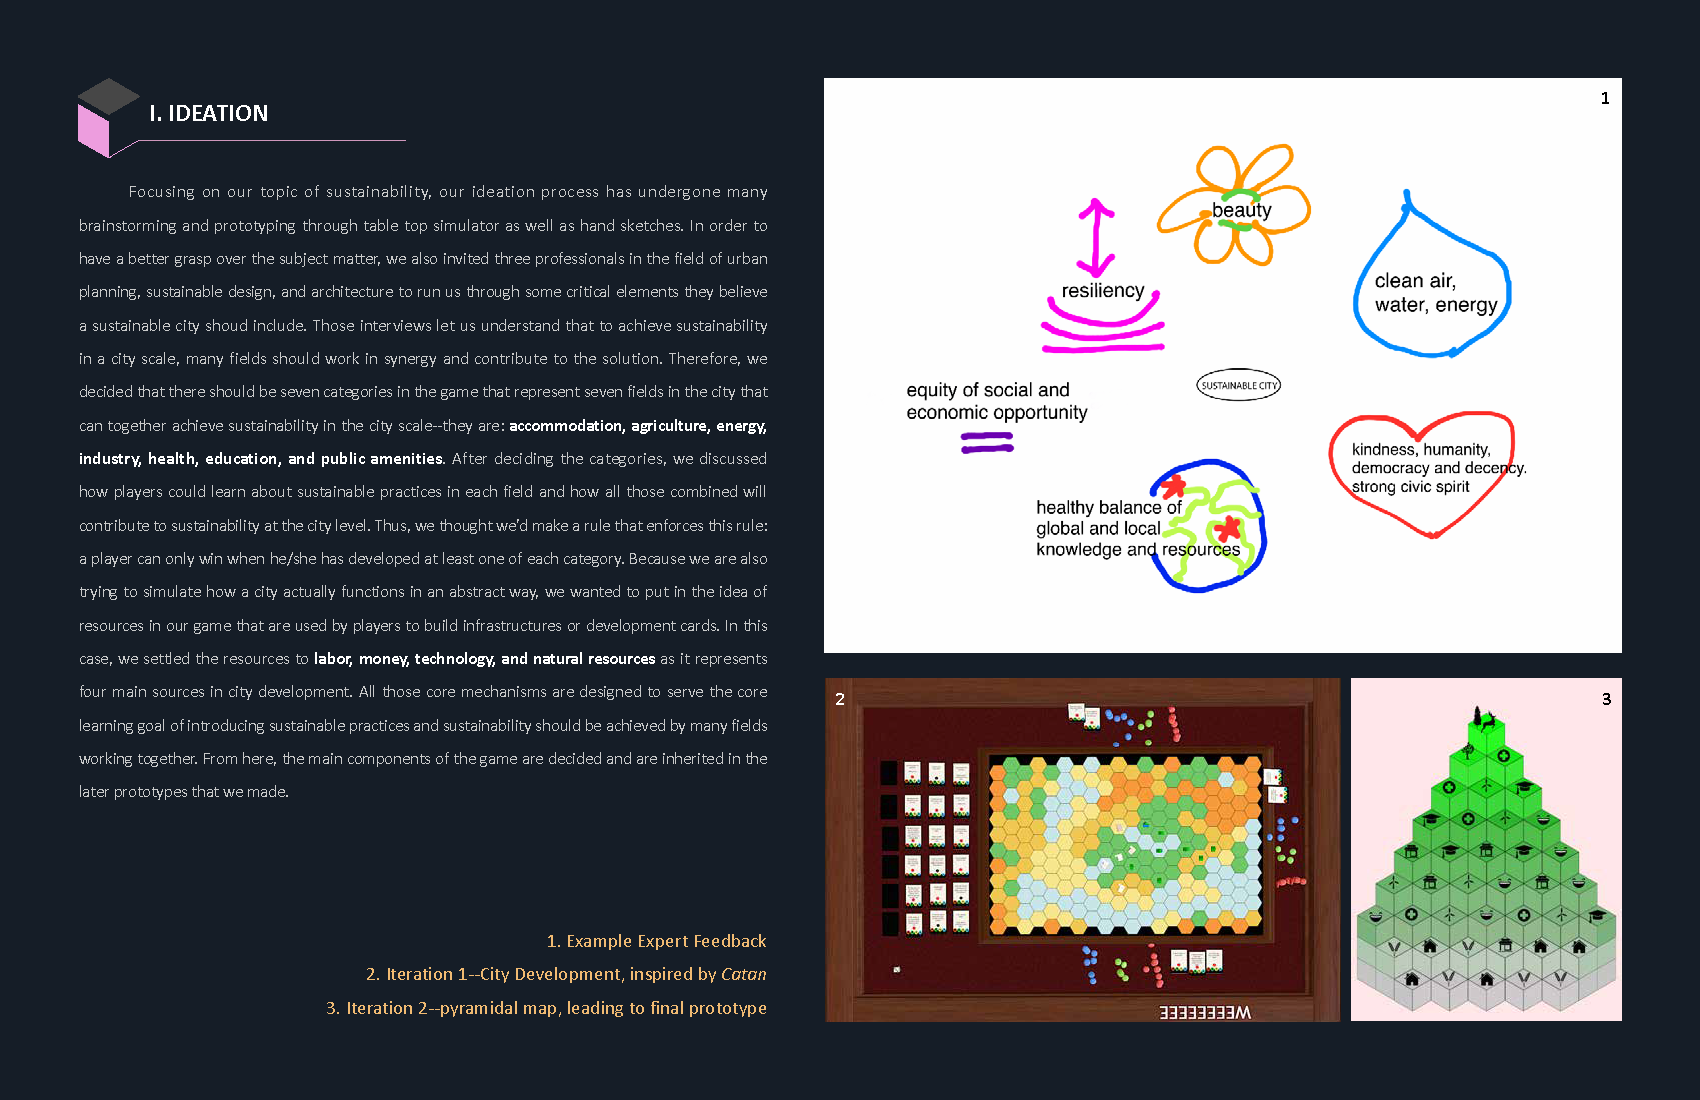 I. IDEATION
Focusing on our topic of sustainability, our ideation process has undergone many
brainstorming and prototyping through table top simulator as well as hand sketches. In order to
have a better grasp over the subject matter, we also invited three professionals in the field of urban
planning, sustainable design, and architecture to run us through some critical elements they believe
a sustainable city shoud include. Those interviews let us understand that to achieve sustainability
in a city scale, many fields should work in synergy and contribute to the solution. Therefore, we
decided that there should be seven categories in the game that represent seven fields in the city that
can together achieve sustainability in the city scale--they are: accommodation, agriculture, energy,
industry, health, education, and public amenities. After deciding the categories, we discussed
how players could learn about sustainable practices in each field and how all those combined will
contribute to sustainability at the city level. Thus, we thought we'd make a rule that enforces this rule:
a player can only win when he/she has developed at least one of each category. Because we are also
trying to simulate how a city actually functions in an abstract way, we wanted to put in the idea of
resources in our game that are used by players to build infrastructures or development cards. In this
case, we settled the resources to labor, money, technology, and natural resources as it represents
four main sources in city development. All those core mechanisms are designed to serve the core
learning goal of introducing sustainable practices and sustainability should be achieved by many fields
working together. From here, the main components of the game are decided and are inherited in the
later prototypes that we made.
1. Example Expert Feedback
2. Iteration 1--City Development, inspired by Catan
3. Iteration 2--pyramidal map, leading to final prototype
1
beauty
resiliency
clean air,
water, energy
equity of social and
economic opportunity
SUSTAINABLE CITY
kindness, humanity,
democracy and decency.
strong civic spirit
healthy balance of
global and local
knowledge and resources
2
WEEEEEEEE
3